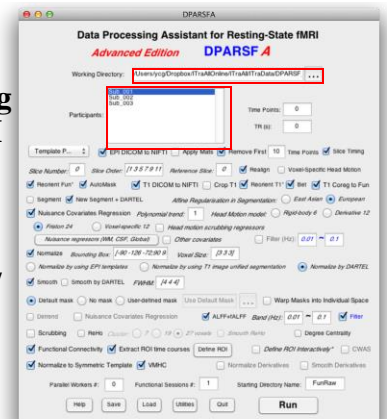 DPARSFA
Data Processing Assistant for Resting-State fMRI
Advanced Edition DPARSF A
Working Directory: /Users/ycg/Dropbox/ITraAllOnline/ITraAll/ITraData/DPARSF ...
Participants: Sub_001
Sub_002
Sub_003
Time Points: 0
TR (s): 0
Template P... EPI DICOM to NIFTI Apply Mats Remove First 10 Time Points Slice Timing
Slice Number: 0 Slice Order: [1 3 5 7 9 11 Reference Slice: 0 Realign Voxel-Specific Head Motion
Reorient Fun* AutoMask T1 DICOM to NIFTI Crop T1 Reorient T1* Bet T1 Coreg to Fun
Segment New Segment + DARTEL Affine Regularisation in Segmentation: East Asian European
Nuisance Covariates Regression Polynomial trend: 1 Head Motion model: Rigid-body 6 Derivative 12
Friston 24 Voxel-specific 12 Head motion scrubbing regressors
Nuisance regressors (WM, CSF, Global) Other covariates Filter (Hz): 0.01 ~ 0.1
Normalize Bounding Box: [-90 -126 -72;90 9 Voxel Size: [3 3 3]
Normalize by using EPI templates Normalize by using T1 image unified segmentation Normalize by DARTEL
Smooth Smooth by DARTEL FWHM: [4 4 4]
Default mask No mask User-defined mask Use Default Mask ... Warp Masks into Individual Space
Detrend Nuisance Covariates Regression ALFF+fALFF Band (Hz): 0.01 ~ 0.1 Filter
Scrubbing ReHo Cluster: 7 19 27 voxels Smooth ReHo Degree Centrality
Functional Connectivity Extract ROI time courses Define ROI Define ROI Interactively* CWAS
Normalize to Symmetric Template VMHC Normalize Derivatives Smooth Derivatives
Parallel Workers #: 0 Functional Sessions #: 1 Starting Directory Name: FunRaw
Help Save Load Utilities Quit Run